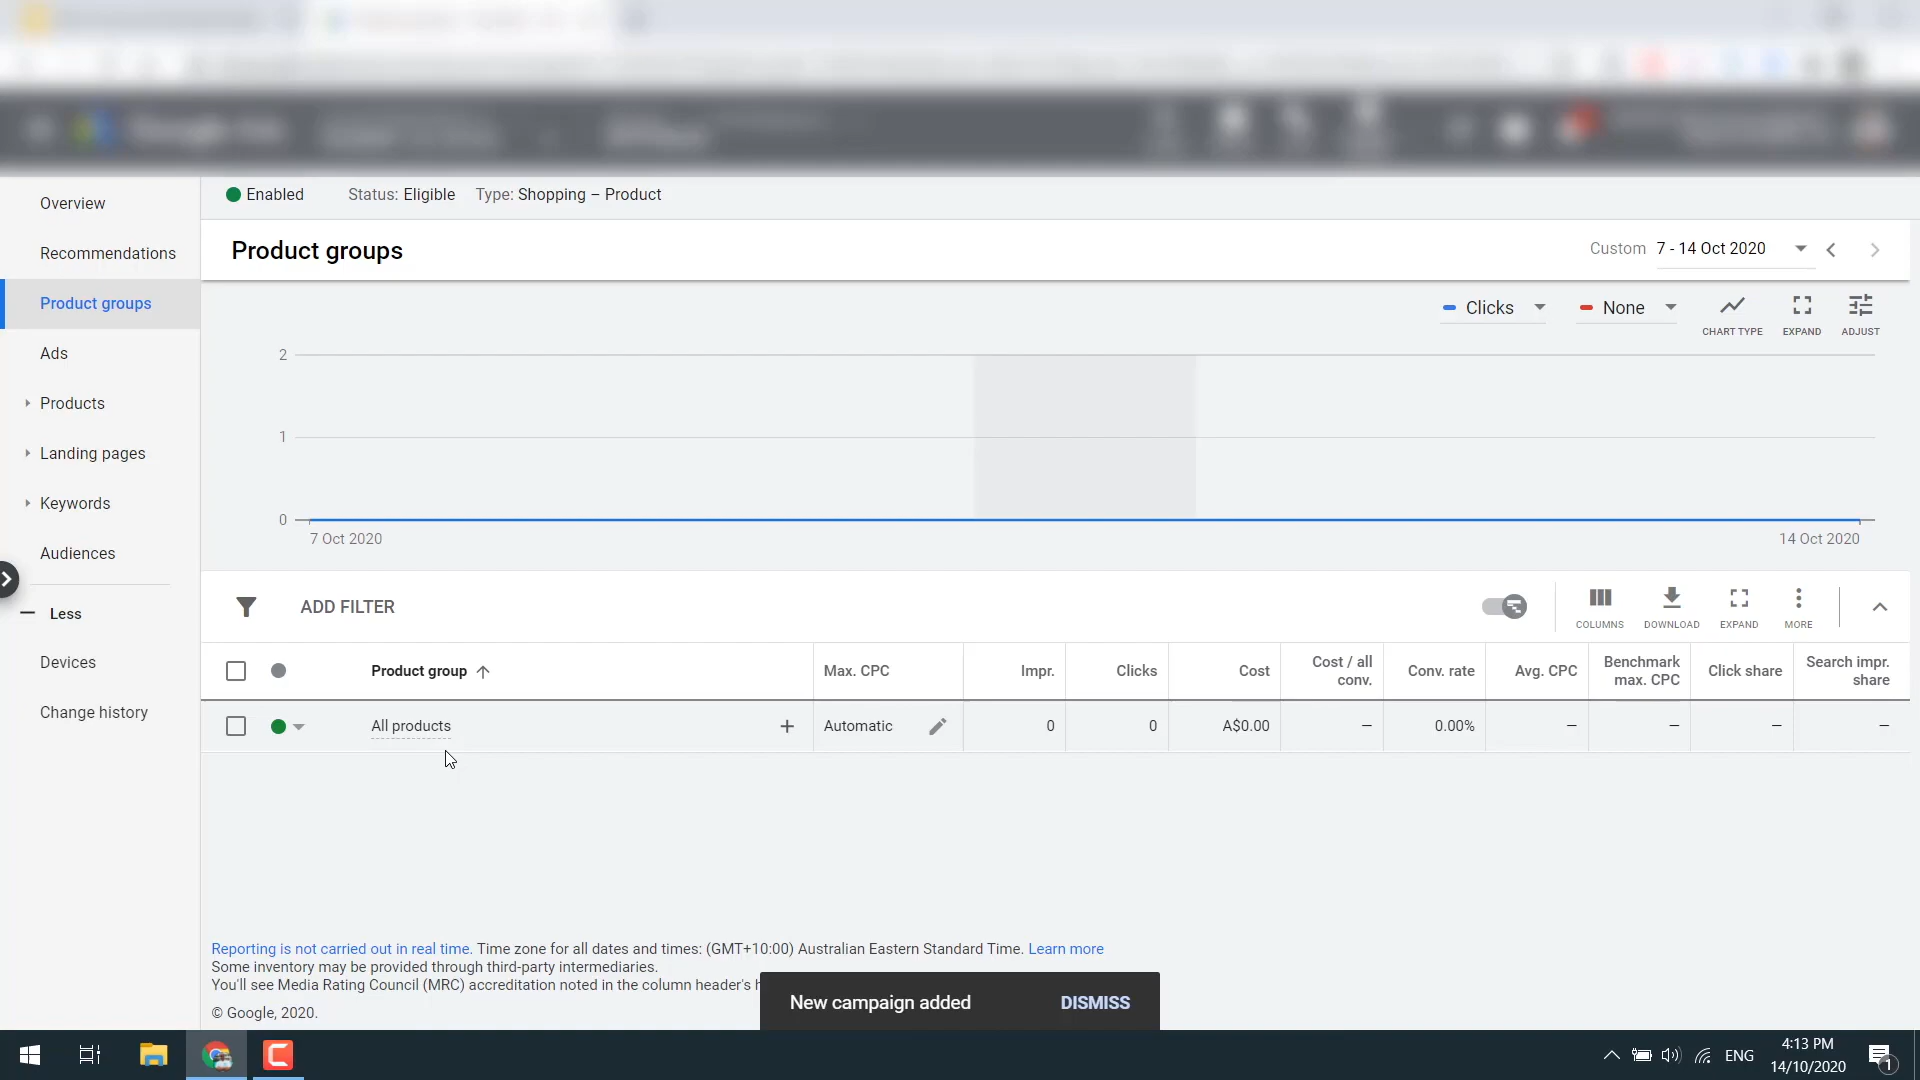 Enabled Status: Eligible Type: Shopping – Product
Overview
Recommendations
Product groups
Ads
Products
Landing pages
Keywords
Audiences
Less
Devices
Change history
Product groups
Custom 7 - 14 Oct 2020
Clicks None
CHART TYPE EXPAND ADJUST
2
1
0
7 Oct 2020 14 Oct 2020
ADD FILTER
COLUMNS DOWNLOAD EXPAND MORE
Product group Max. CPC Impr. Clicks Cost Cost / all conv. Conv. rate Avg. CPC Benchmark max. CPC Click share Search impr. share
All products + Automatic 0 0 A$0.00 – 0.00% – – – –
Reporting is not carried out in real time. Time zone for all dates and times: (GMT+10:00) Australian Eastern Standard Time. Learn more
Some inventory may be provided through third-party intermediaries.
You'll see Media Rating Council (MRC) accreditation noted in the column header's
© Google, 2020.
New campaign added DISMISS
ENG
4:13 PM
14/10/2020
1